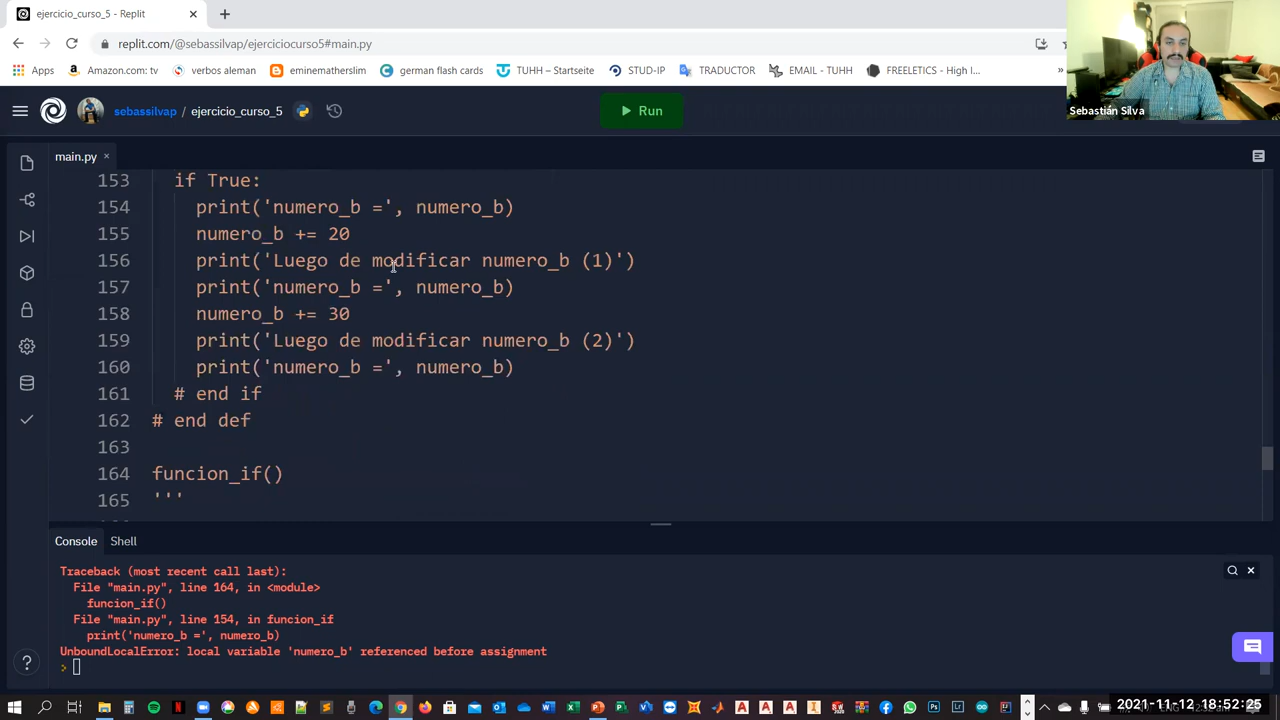 ejercicio_curso_5 - Replit
replit.com/@sebassilvap/ejerciciocurso5#main.py
Apps
Amazon.com: tv
verbos aleman
eminematherslim
german flash cards
TUHH – Startseite
STUD-IP
TRADUCTOR
EMAIL - TUHH
FREELETICS - High I...
»
Sebastián Silva
sebassilvap / ejercicio_curso_5
Run
main.py
153 if True:
154 print('numero_b =', numero_b)
155 numero_b += 20
156 print('Luego de modificar numero_b (1)')
157 print('numero_b =', numero_b)
158 numero_b += 30
159 print('Luego de modificar numero_b (2)')
160 print('numero_b =', numero_b)
161 # end if
162 # end def
163
164 funcion_if()
165 '''
Console
Shell
Traceback (most recent call last):
File "main.py", line 164, in <module>
funcion_if()
File "main.py", line 154, in funcion_if
print('numero_b =', numero_b)
UnboundLocalError: local variable 'numero_b' referenced before assignment
>
?
2021-11-12 18:52:25